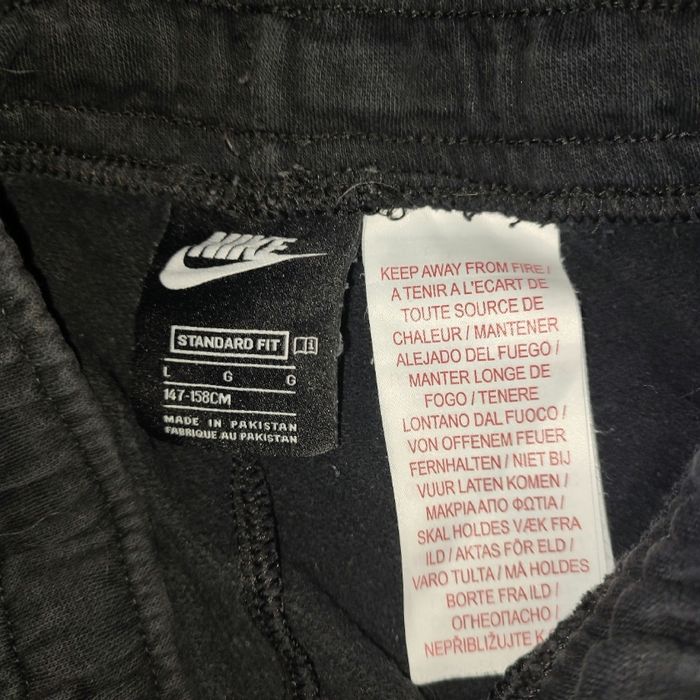 NIKE
STANDARD FIT
L G G
147-158CM
MADE IN PAKISTAN
FABRIQUE AU PAKISTAN
KEEP AWAY FROM FIRE /
A TENIR A L'ECART DE
TOUTE SOURCE DE
CHALEUR / MANTENER
ALEJADO DEL FUEGO /
MANTER LONGE DE
FOGO / TENERE
LONTANO DAL FUOCO /
VON OFFENEM FEUER
FERNHALTEN / NIET BIJ
VUUR LATEN KOMEN /
ΜΑΚΡΙΑ ΑΠΟ ΦΩΤΙΑ /
SKAL HOLDES VÆK FRA
ILD / AKTAS FÖR ELD /
VARO TULTA / MÅ HOLDES
BORTE FRA ILD /
ОГНЕОПАСНО /
NEPŘIBLIŽUJTE K